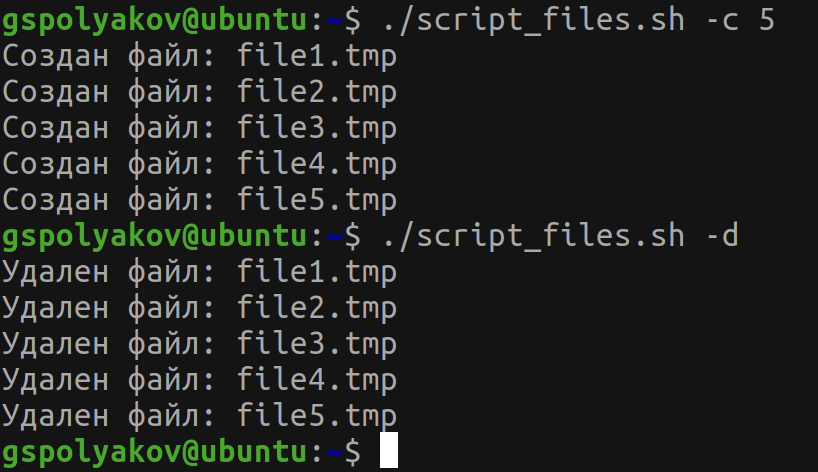 gspolyakov@ubuntu:~$ ./script_files.sh -c 5
Создан файл: file1.tmp
Создан файл: file2.tmp
Создан файл: file3.tmp
Создан файл: file4.tmp
Создан файл: file5.tmp
gspolyakov@ubuntu:~$ ./script_files.sh -d
Удален файл: file1.tmp
Удален файл: file2.tmp
Удален файл: file3.tmp
Удален файл: file4.tmp
Удален файл: file5.tmp
gspolyakov@ubuntu:~$